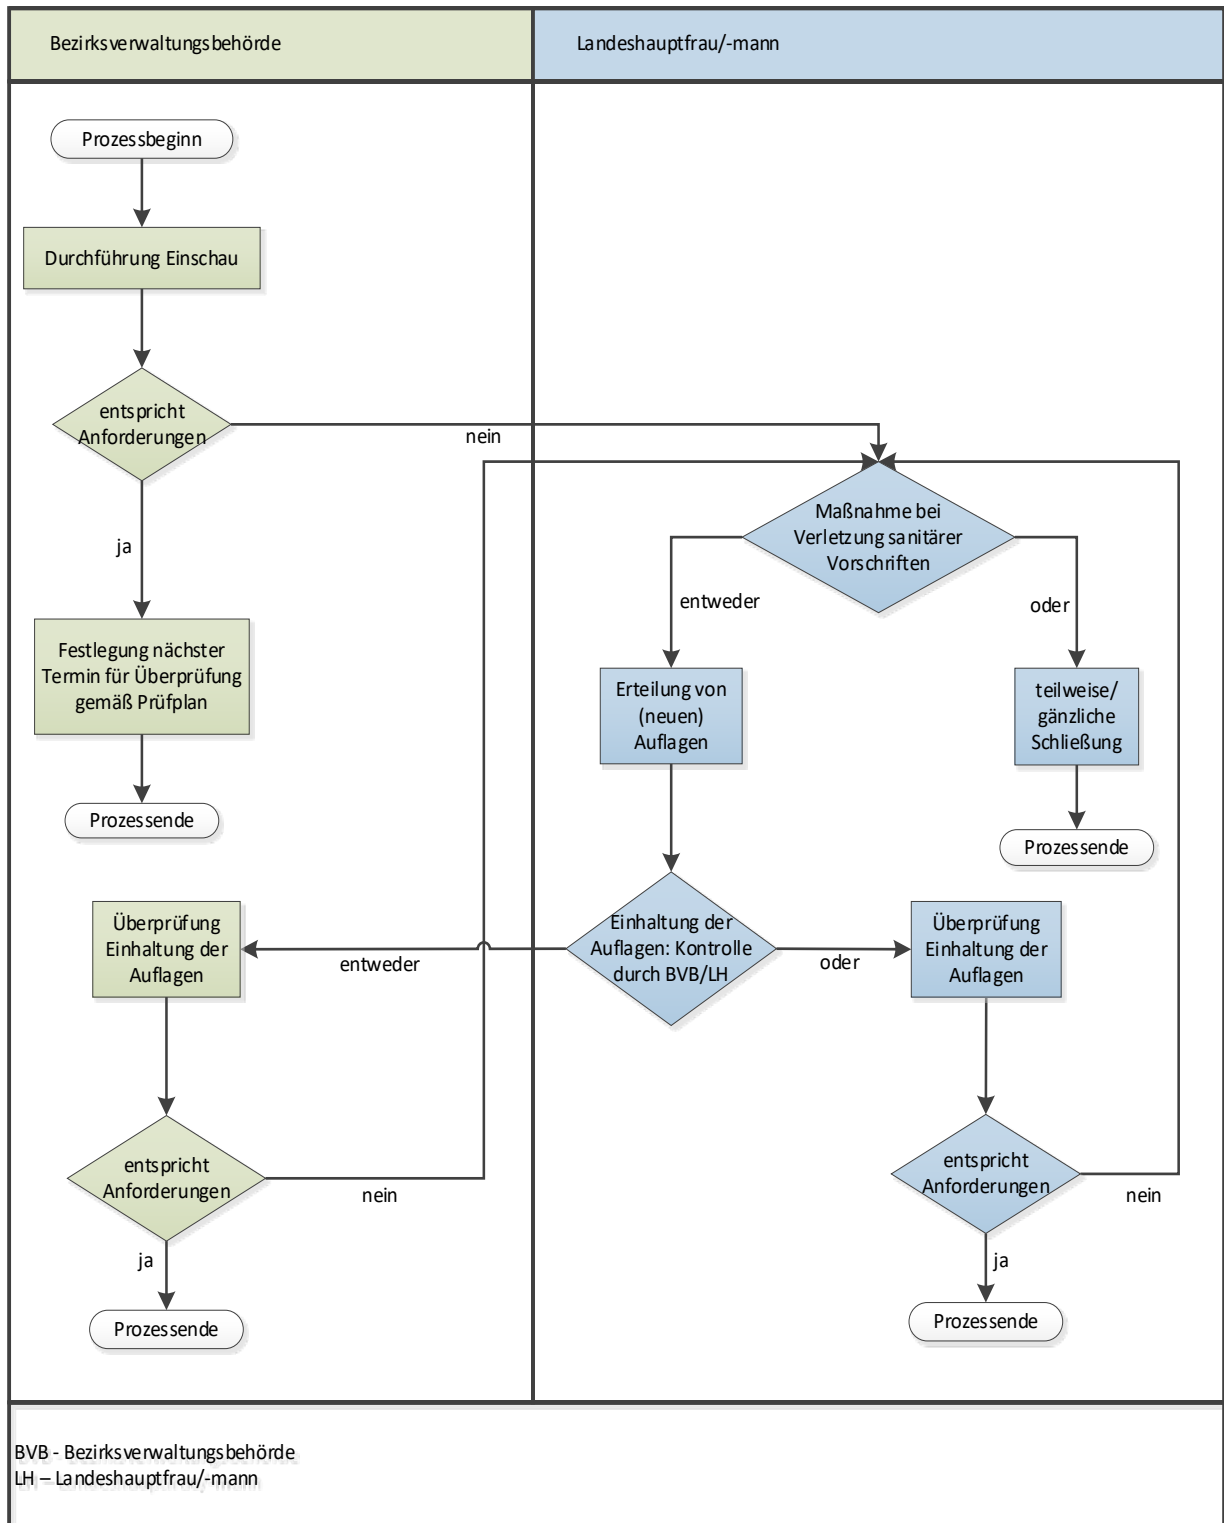 Bezirksverwaltungsbehörde
Landeshauptfrau/-mann
Prozessbeginn
Durchführung Einschau
entspricht
Anforderungen
nein
ja
Festlegung nächster
Termin für Überprüfung
gemäß Prüfplan
Prozessende
Maßnahme bei
Verletzung sanitärer
Vorschriften
entweder
oder
Erteilung von
(neuen)
Auflagen
teilweise/
gänzliche
Schließung
Prozessende
Einhaltung der
Auflagen: Kontrolle
durch BVB/LH
entweder
oder
Überprüfung
Einhaltung der
Auflagen
entspricht
Anforderungen
nein
ja
Prozessende
Überprüfung
Einhaltung der
Auflagen
entspricht
Anforderungen
nein
ja
Prozessende
BVB - Bezirksverwaltungsbehörde
LH – Landeshauptfrau/-mann